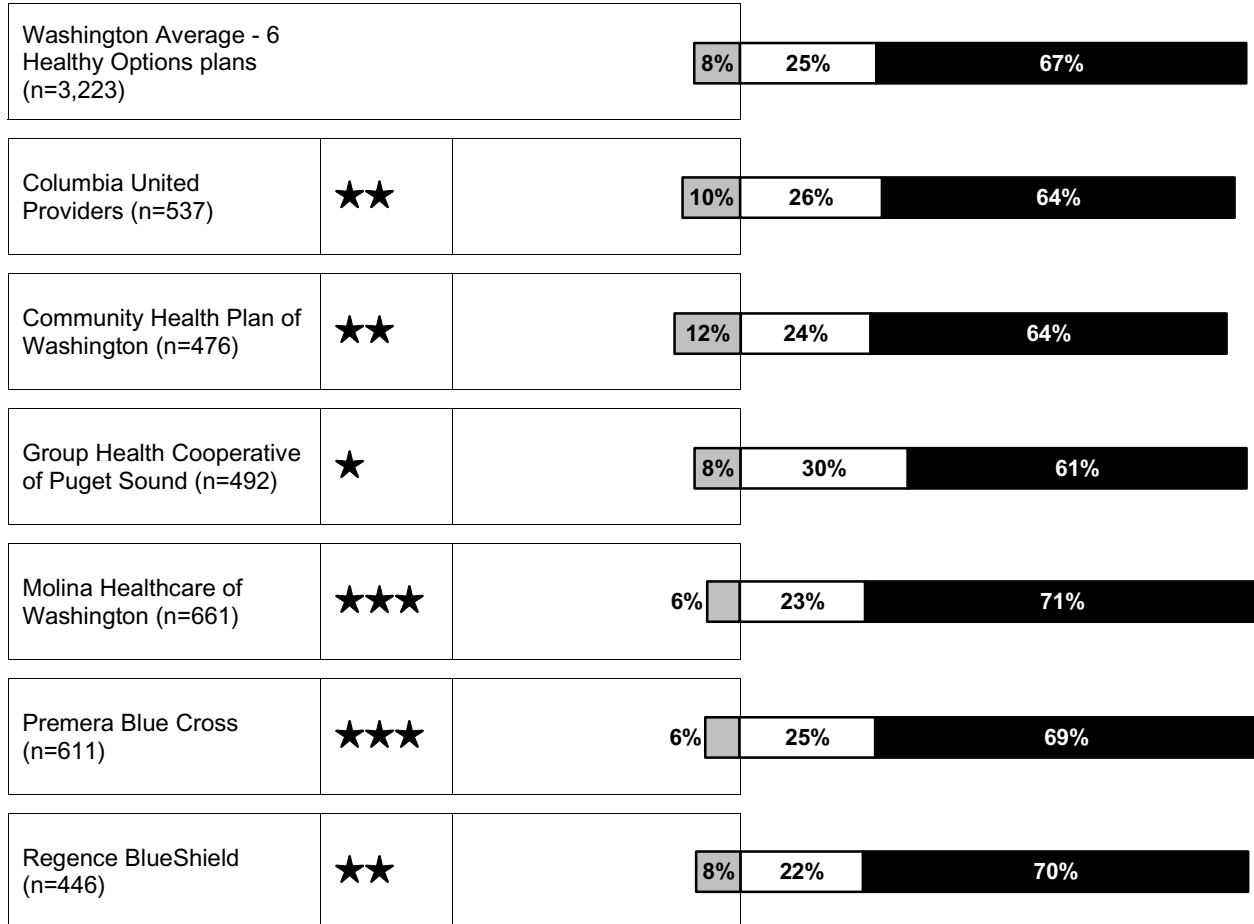 Washington Average - 6
Healthy Options plans
(n=3,223)
8% 25% 67%
Columbia United
Providers (n=537)
★★
10% 26% 64%
Community Health Plan of
Washington (n=476)
★★
12% 24% 64%
Group Health Cooperative
of Puget Sound (n=492)
★
8% 30% 61%
Molina Healthcare of
Washington (n=661)
★★★
6% 23% 71%
Premera Blue Cross
(n=611)
★★★
6% 25% 69%
Regence BlueShield
(n=446)
★★
8% 22% 70%